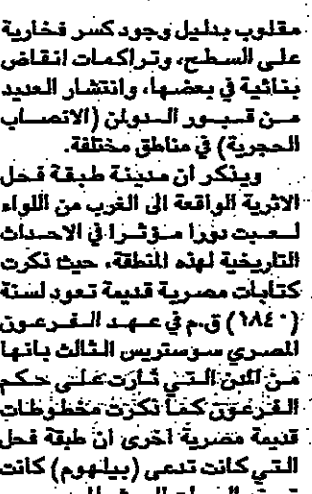 مقلوب بدليل وجود كسر فخارية
على السطح، وتراكمات انقاض
بنائية في بعضها، وانتشار العديد
من قبور الدولن (الانصاب
الحجرية) في مناطق مختلفة.
ويذكر ان مدينة طبقة فحل
الاثرية الواقعة الى الغرب من اللواء
لعبت دورا مؤثرا في الاحداث
التاريخية لهذه المنطقة، حيث ذكرت
كتابات مصرية قديمة تعود لسنة
(١٨٤٠) ق.م في عهد الفرعون
المصري سوستريس الثالث بانها
من المدن التي ثارت على حكم
الفرعون كما ذكرت مخطوطات
قديمة مصرية اخرى ان طبقة فحل
التي كانت تدعى (بيلهوم) كانت